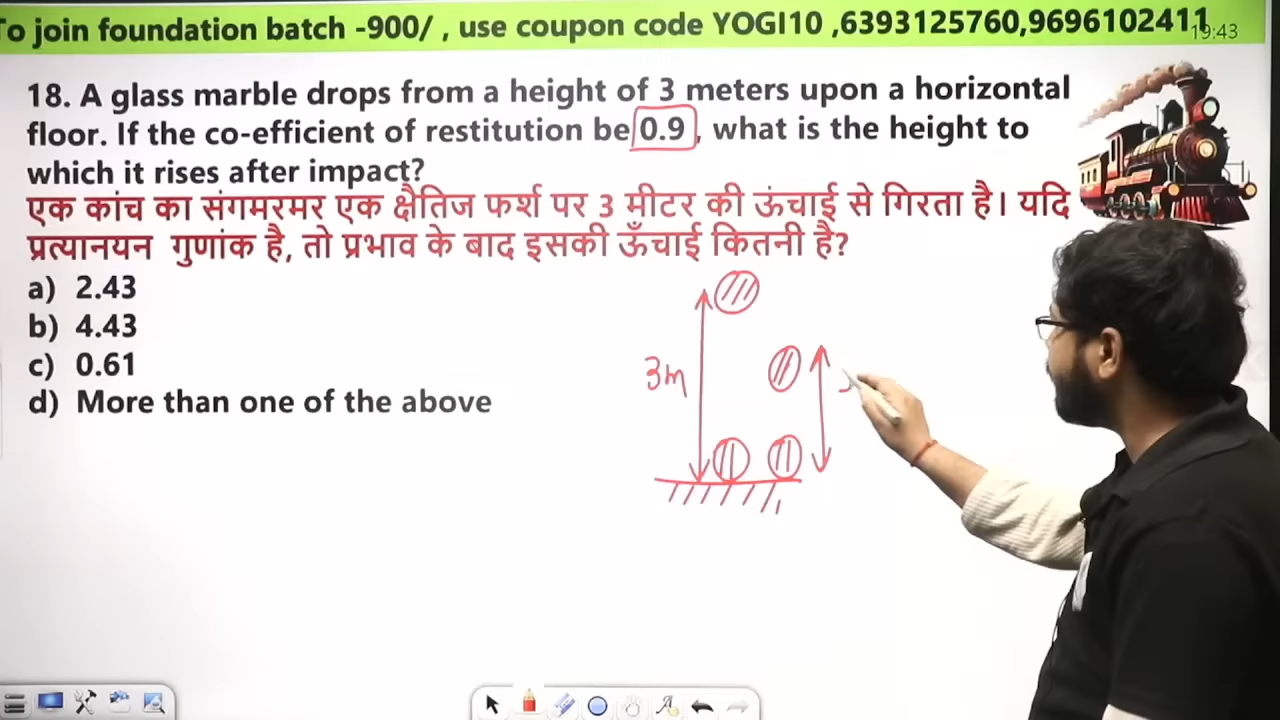 To join foundation batch -900/ , use coupon code YOGI10 ,6393125760,9696102411
19:43
18. A glass marble drops from a height of 3 meters upon a horizontal
floor. If the co-efficient of restitution be 0.9 , what is the height to
which it rises after impact?
एक कांच का संगमरमर एक क्षैतिज फर्श पर 3 मीटर की ऊंचाई से गिरता है। यदि
प्रत्यानयन गुणांक है, तो प्रभाव के बाद इसकी ऊँचाई कितनी है?
a) 2.43
b) 4.43
c) 0.61
d) More than one of the above
3m